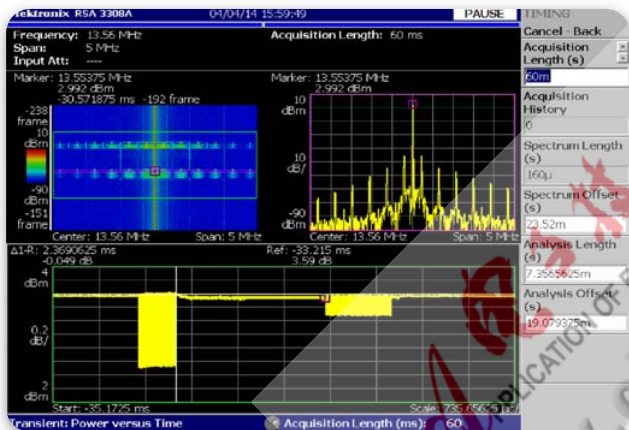 Tektronix RSA 3308A 04/04/14 15:59:49 PAUSE
TIMING
Frequency: 13.56 MHz Acquisition Length: 60 ms
Span: 5 MHz
Input Att: ----
Cancel - Back
Acquisition
Length (s)
60m
Acquisition
History
0
Spectrum Length
(s)
160µ
Spectrum Offset
(s)
23.52m
Analysis Length
(s)
7.3565625m
Analysis Offset
(s)
19.079375m
Marker: 13.55375 MHz
2.992 dBm
-30.571875 ms -192 frame
-238
frame
10
dBm
-90
dBm
-151
frame
Center: 13.56 MHz Span: 5 MHz
Marker: 13.55375 MHz
2.992 dBm
10
dBm
10
dB/
-90
dBm
Center: 13.56 MHz Span: 5 MHz
Δ1-R: 2.3690625 ms Ref: -33.215 ms
-0.049 dB 3.59 dB
4
dBm
0.2
dB/
2
dBm
Start: -35.1725 ms Scale: 735.65625 µs/
Transient: Power versus Time Acquisition Length (ms): 60
APPLICATION OF